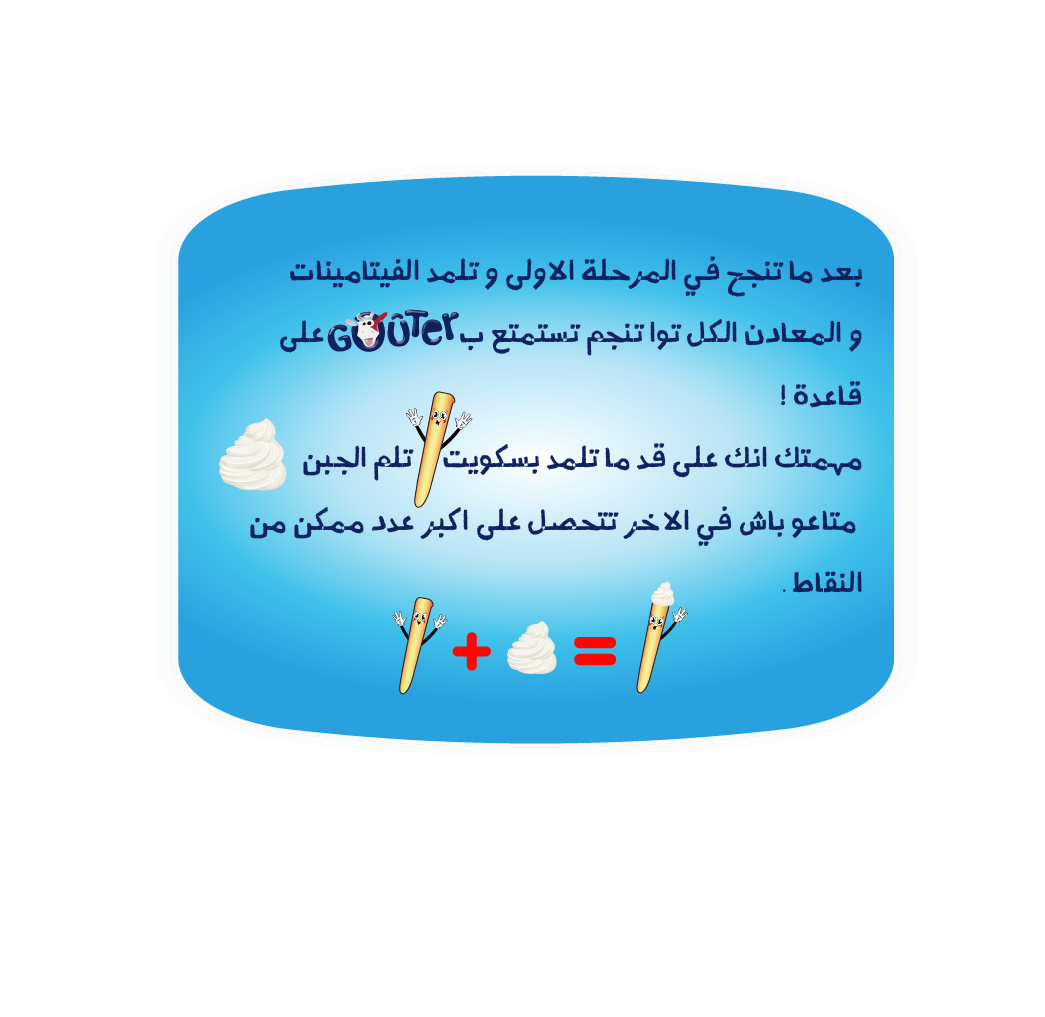 بعد ما تنجح في المرحلة الاولى و تلمد الفيتامينات
و المعادن الكل توا تنجم تستمتع ب GOÛTer على
قاعدة !
مهمتك انك على قد ما تلمد بسكويت تلم الجبن
متاعو باش في الاخر تتحصل على اكبر عدد ممكن من
النقاط .
+ =